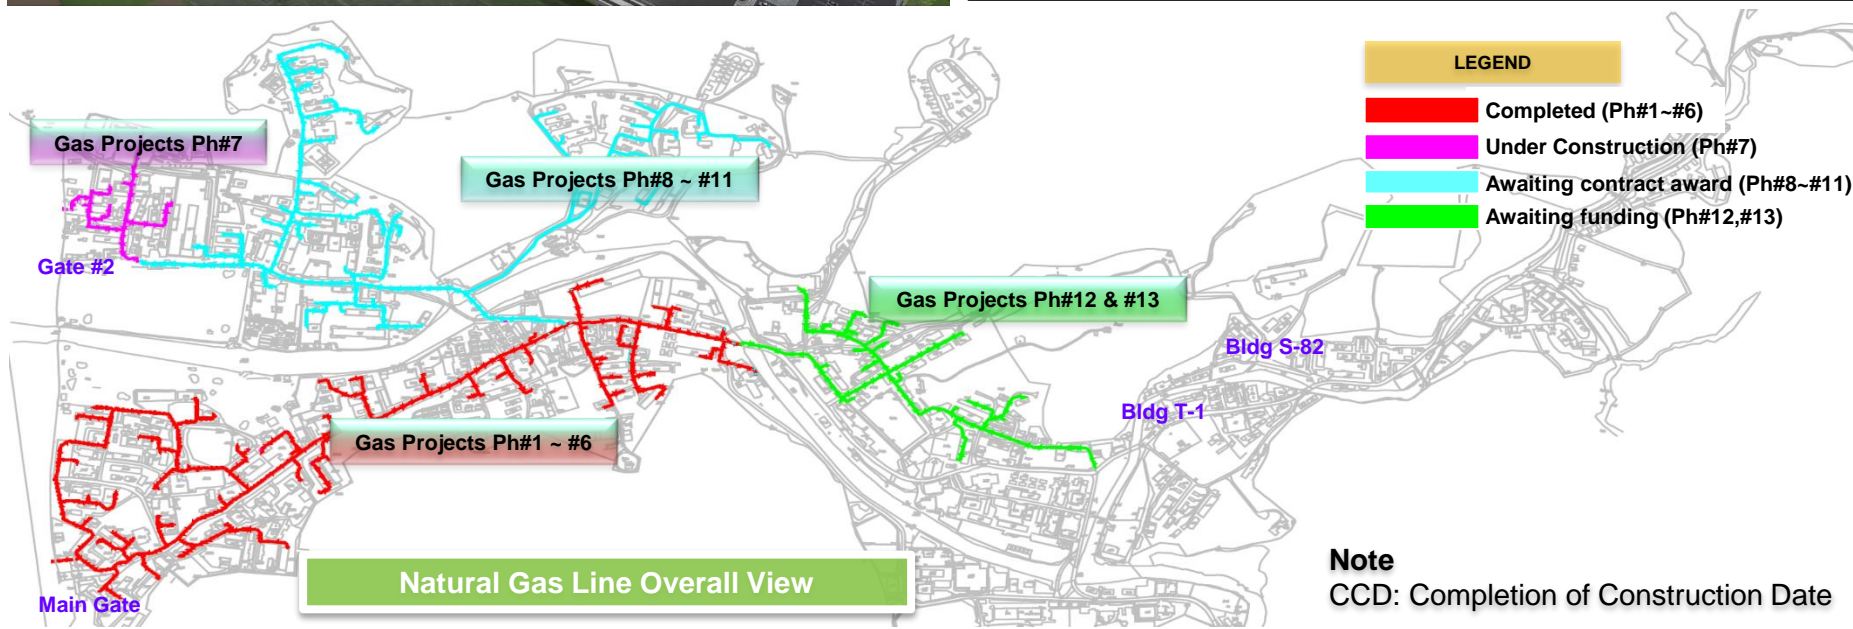 LEGEND
Completed (Ph#1~#6)
Under Construction (Ph#7)
Awaiting contract award (Ph#8~#11)
Awaiting funding (Ph#12,#13)
Gas Projects Ph#7
Gas Projects Ph#8 ~ #11
Gate #2
Gas Projects Ph#12 & #13
Bldg S-82
Bldg T-1
Gas Projects Ph#1 ~ #6
Natural Gas Line Overall View
Main Gate
Note
CCD: Completion of Construction Date